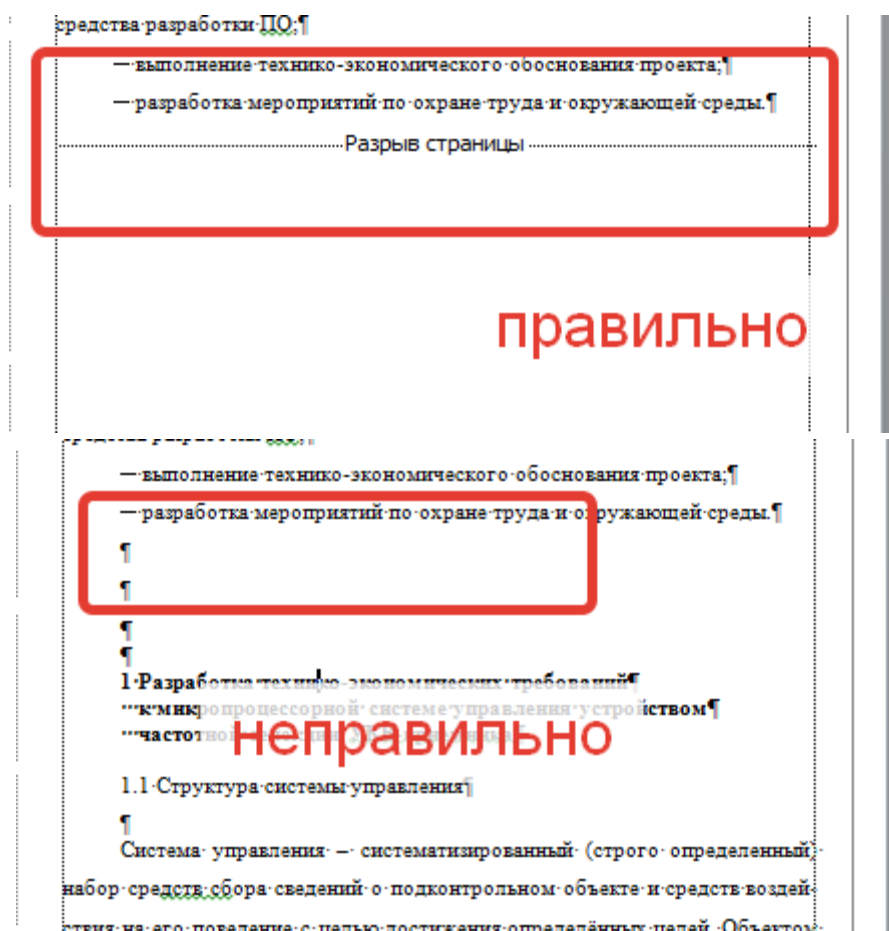 средства разработки ПО;¶
— выполнение технико-экономического обоснования проекта;¶
— разработка мероприятий по охране труда и окружающей среды.¶
Разрыв страницы
правильно
— выполнение технико-экономического обоснования проекта;¶
— разработка мероприятий по охране труда и окружающей среды.¶
¶
¶
¶
¶
1 Разработка технико-экономических требований¶
к микропроцессорной системе управления устройством¶
частотной
неправильно
1.1 Структура системы управления¶
¶
Система управления – систематизированный (строго определенный)
набор средств сбора сведений о подконтрольном объекте и средств воздей-
ствия на его поведение с целью достижения определённых целей. Объектом